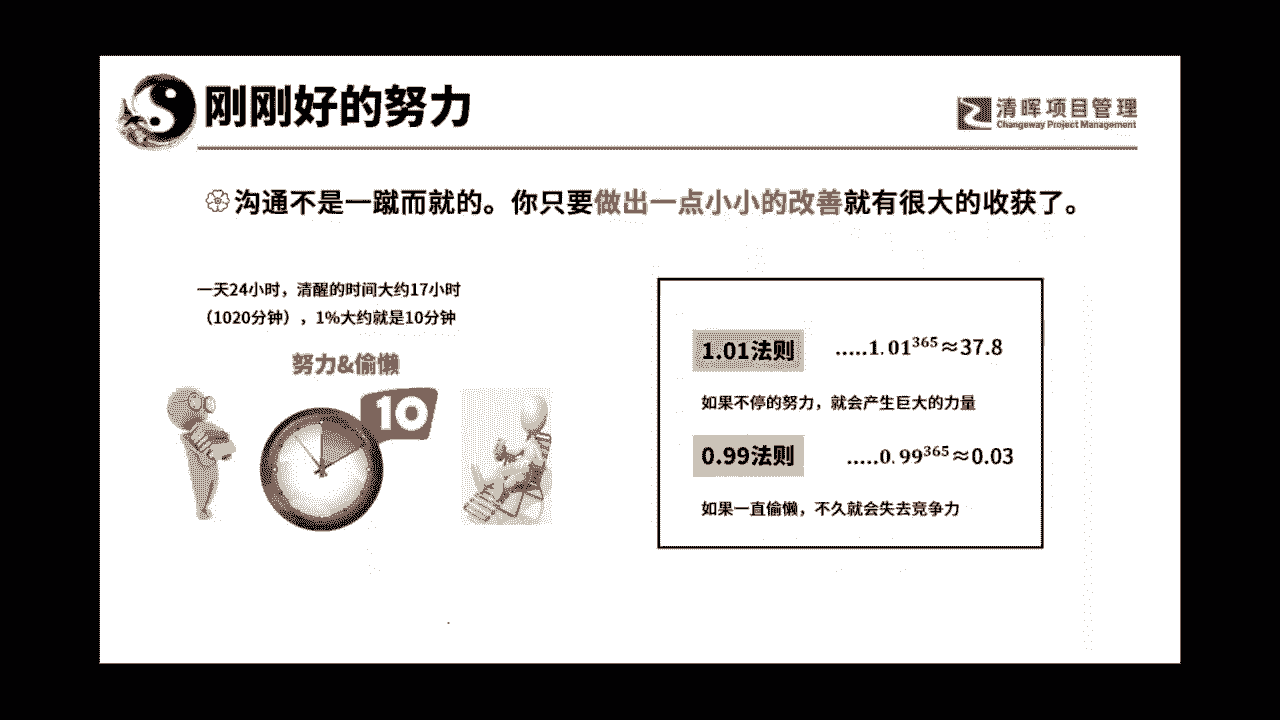 刚刚好的努力
清晖项目管理
Changeway Project Management
沟通不是一蹴而就的。你只要做出一点小小的改善就有很大的收获了。
一天24小时，清醒的时间大约17小时
（1020分钟），1%大约就是10分钟
努力&偷懒
10
1.01法则 .....1.01³⁶⁵≈37.8
如果不停的努力，就会产生巨大的力量
0.99法则 .....0.99³⁶⁵≈0.03
如果一直偷懒，不久就会失去竞争力